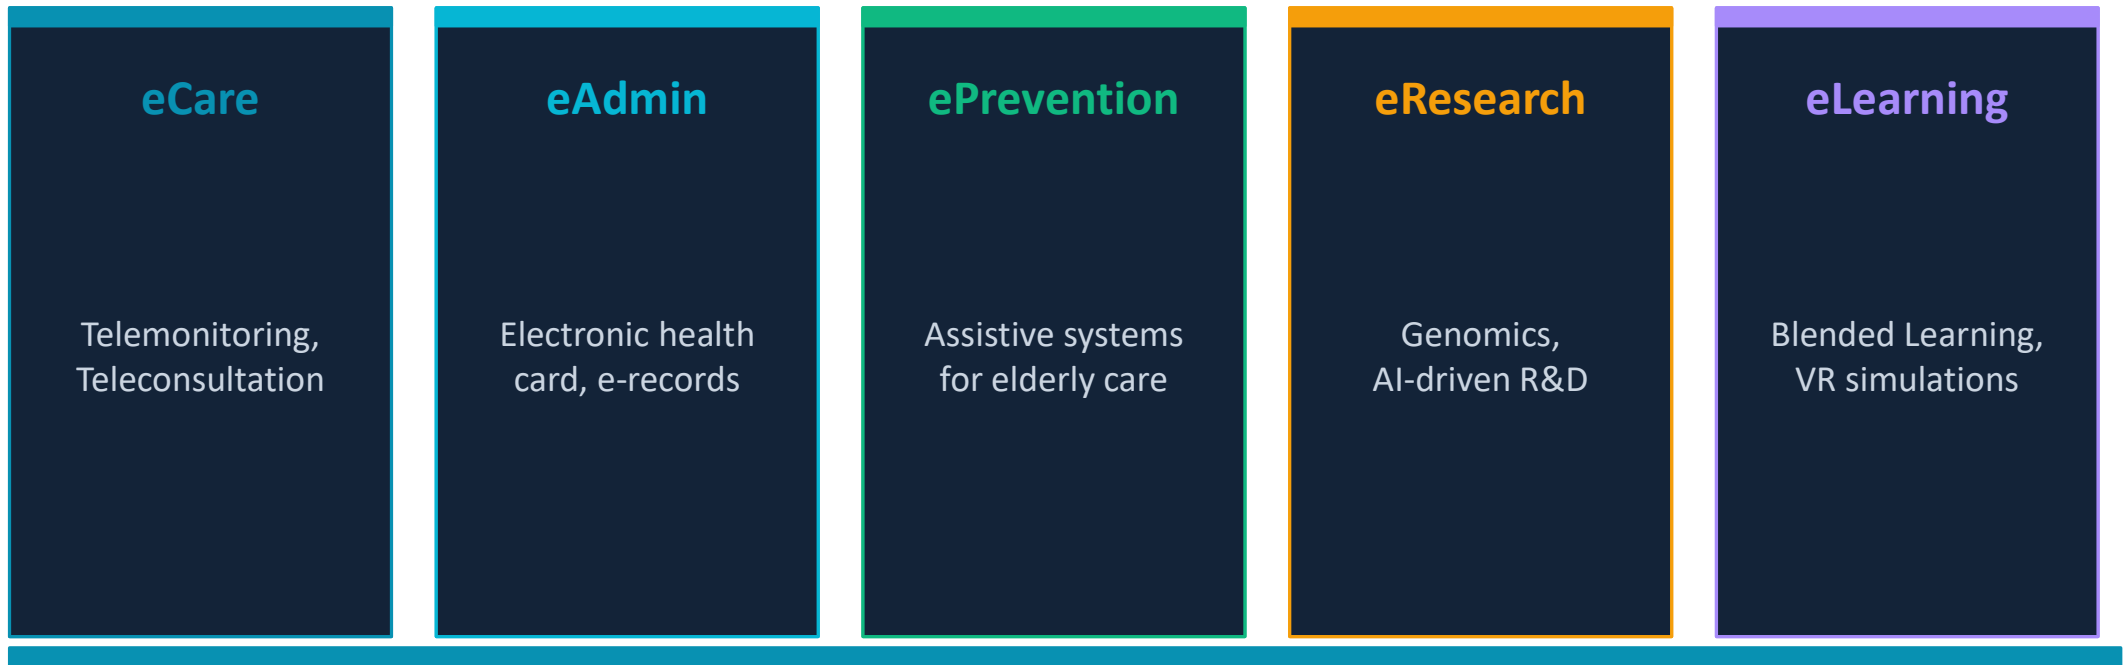 eCare
Telemonitoring,
Teleconsultation
eAdmin
Electronic health
card, e-records
ePrevention
Assistive systems
for elderly care
eResearch
Genomics,
AI-driven R&D
eLearning
Blended Learning,
VR simulations